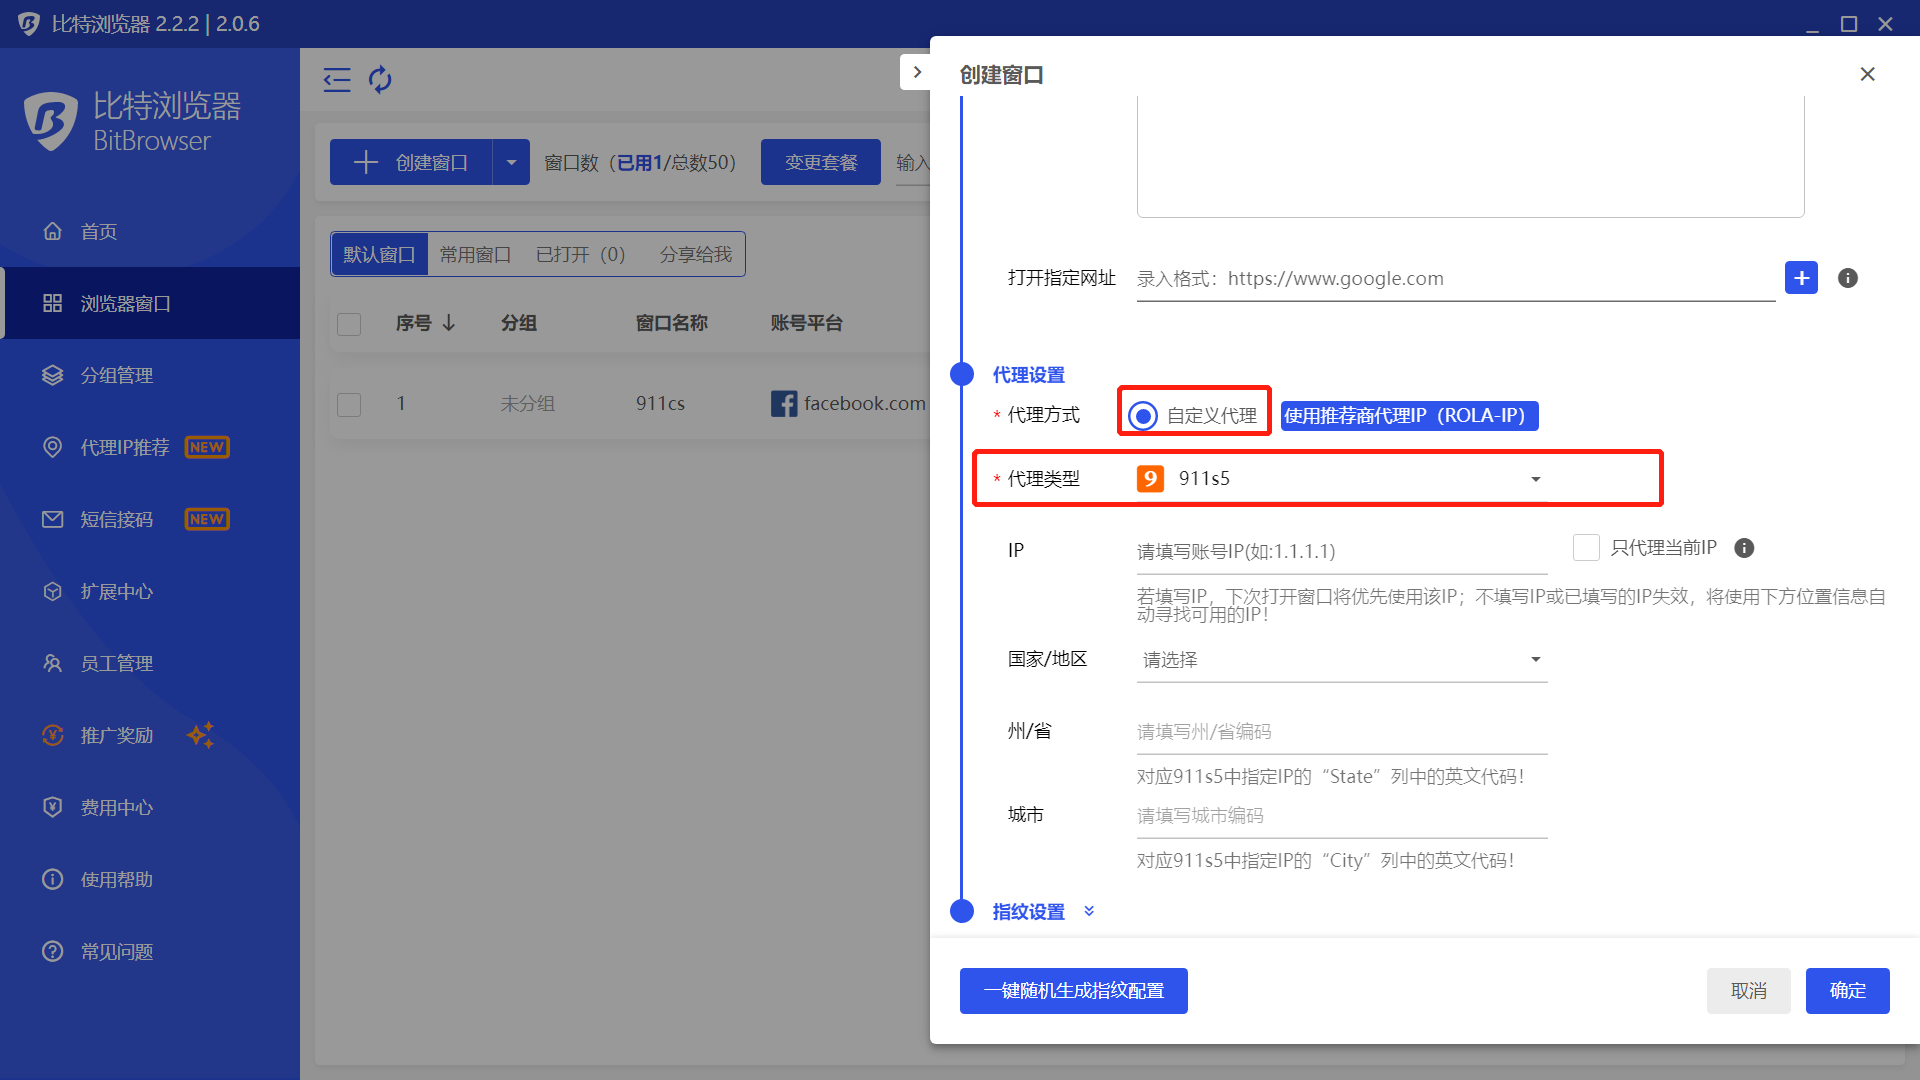 比特浏览器 2.2.2 | 2.0.6
比特浏览器
BitBrowser
首页
浏览器窗口
分组管理
代理IP推荐 NEW
短信接码 NEW
扩展中心
员工管理
推广奖励
费用中心
使用帮助
常见问题
创建窗口 窗口数（已用1/总数50） 变更套餐 输入
默认窗口 常用窗口 已打开（0） 分享给我
序号 分组 窗口名称 账号平台
1 未分组 911cs facebook.com
创建窗口
打开指定网址 录入格式：https://www.google.com
代理设置
* 代理方式 自定义代理 使用推荐商代理IP（ROLA-IP）
* 代理类型 9 911s5
IP 请填写账号IP(如:1.1.1.1) 只代理当前IP
若填写IP，下次打开窗口将优先使用该IP；不填写IP或已填写的IP失效，将使用下方位置信息自
动寻找可用的IP！
国家/地区 请选择
州/省 请填写州/省编码
对应911s5中指定IP的“State”列中的英文代码！
城市 请填写城市编码
对应911s5中指定IP的“City”列中的英文代码！
指纹设置
一键随机生成指纹配置 取消 确定